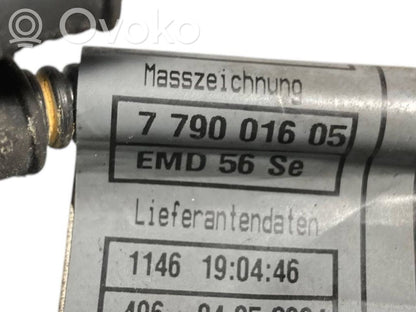 OVOKO
Masszeichnung
7 790 016 05
EMD 56 Se
Lieferantendaten
1146 19:04:46